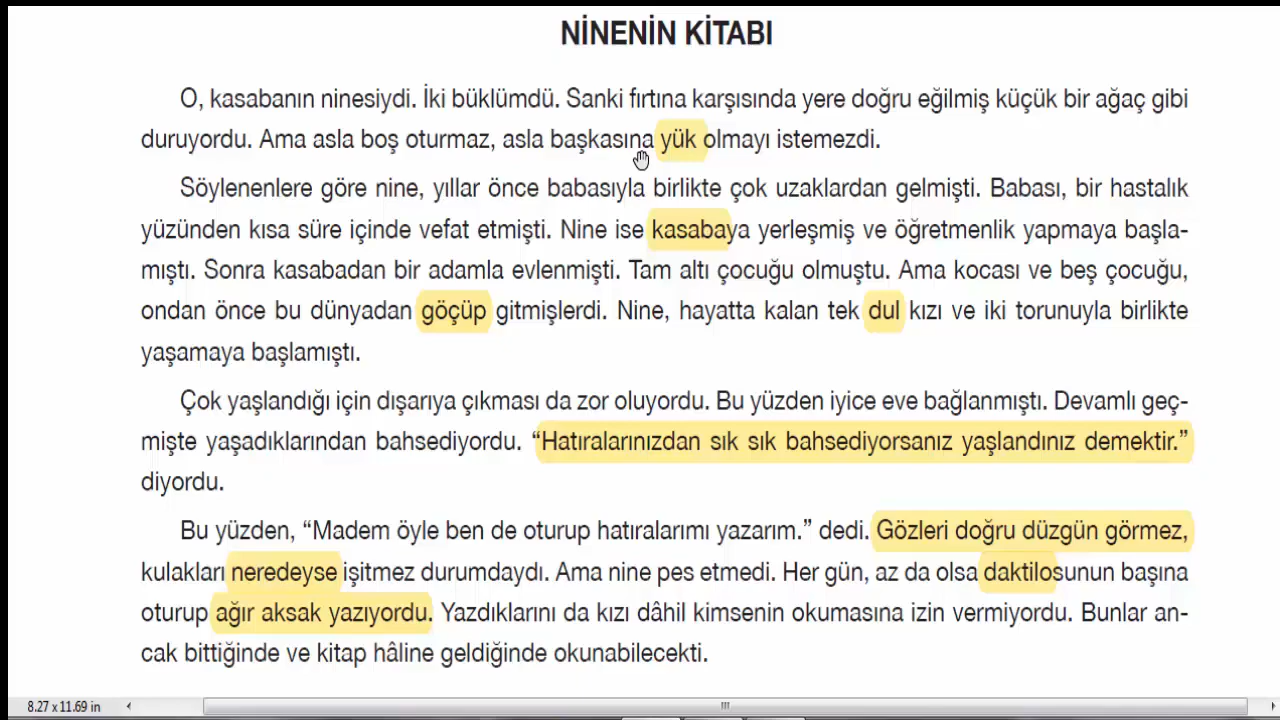 NİNENİN KİTABI
O, kasabanın ninesiydi. İki büklümdü. Sanki fırtına karşısında yere doğru eğilmiş küçük bir ağaç gibi
duruyordu. Ama asla boş oturmaz, asla başkasına yük olmayı istemezdi.
Söylenenlere göre nine, yıllar önce babasıyla birlikte çok uzaklardan gelmişti. Babası, bir hastalık
yüzünden kısa süre içinde vefat etmişti. Nine ise kasabaya yerleşmiş ve öğretmenlik yapmaya başla-
mıştı. Sonra kasabadan bir adamla evlenmişti. Tam altı çocuğu olmuştu. Ama kocası ve beş çocuğu,
ondan önce bu dünyadan göçüp gitmişlerdi. Nine, hayatta kalan tek dul kızı ve iki torunuyla birlikte
yaşamaya başlamıştı.
Çok yaşlandığı için dışarıya çıkması da zor oluyordu. Bu yüzden iyice eve bağlanmıştı. Devamlı geç-
mişte yaşadıklarından bahsediyordu. “Hatıralarınızdan sık sık bahsediyorsanız yaşlandınız demektir.”
diyordu.
Bu yüzden, “Madem öyle ben de oturup hatıralarımı yazarım.” dedi. Gözleri doğru düzgün görmez,
kulakları neredeyse işitmez durumdaydı. Ama nine pes etmedi. Her gün, az da olsa daktilosunun başına
oturup ağır aksak yazıyordu. Yazdıklarını da kızı dâhil kimsenin okumasına izin vermiyordu. Bunlar an-
cak bittiğinde ve kitap hâline geldiğinde okunabilecekti.
8.27 x 11.69 in